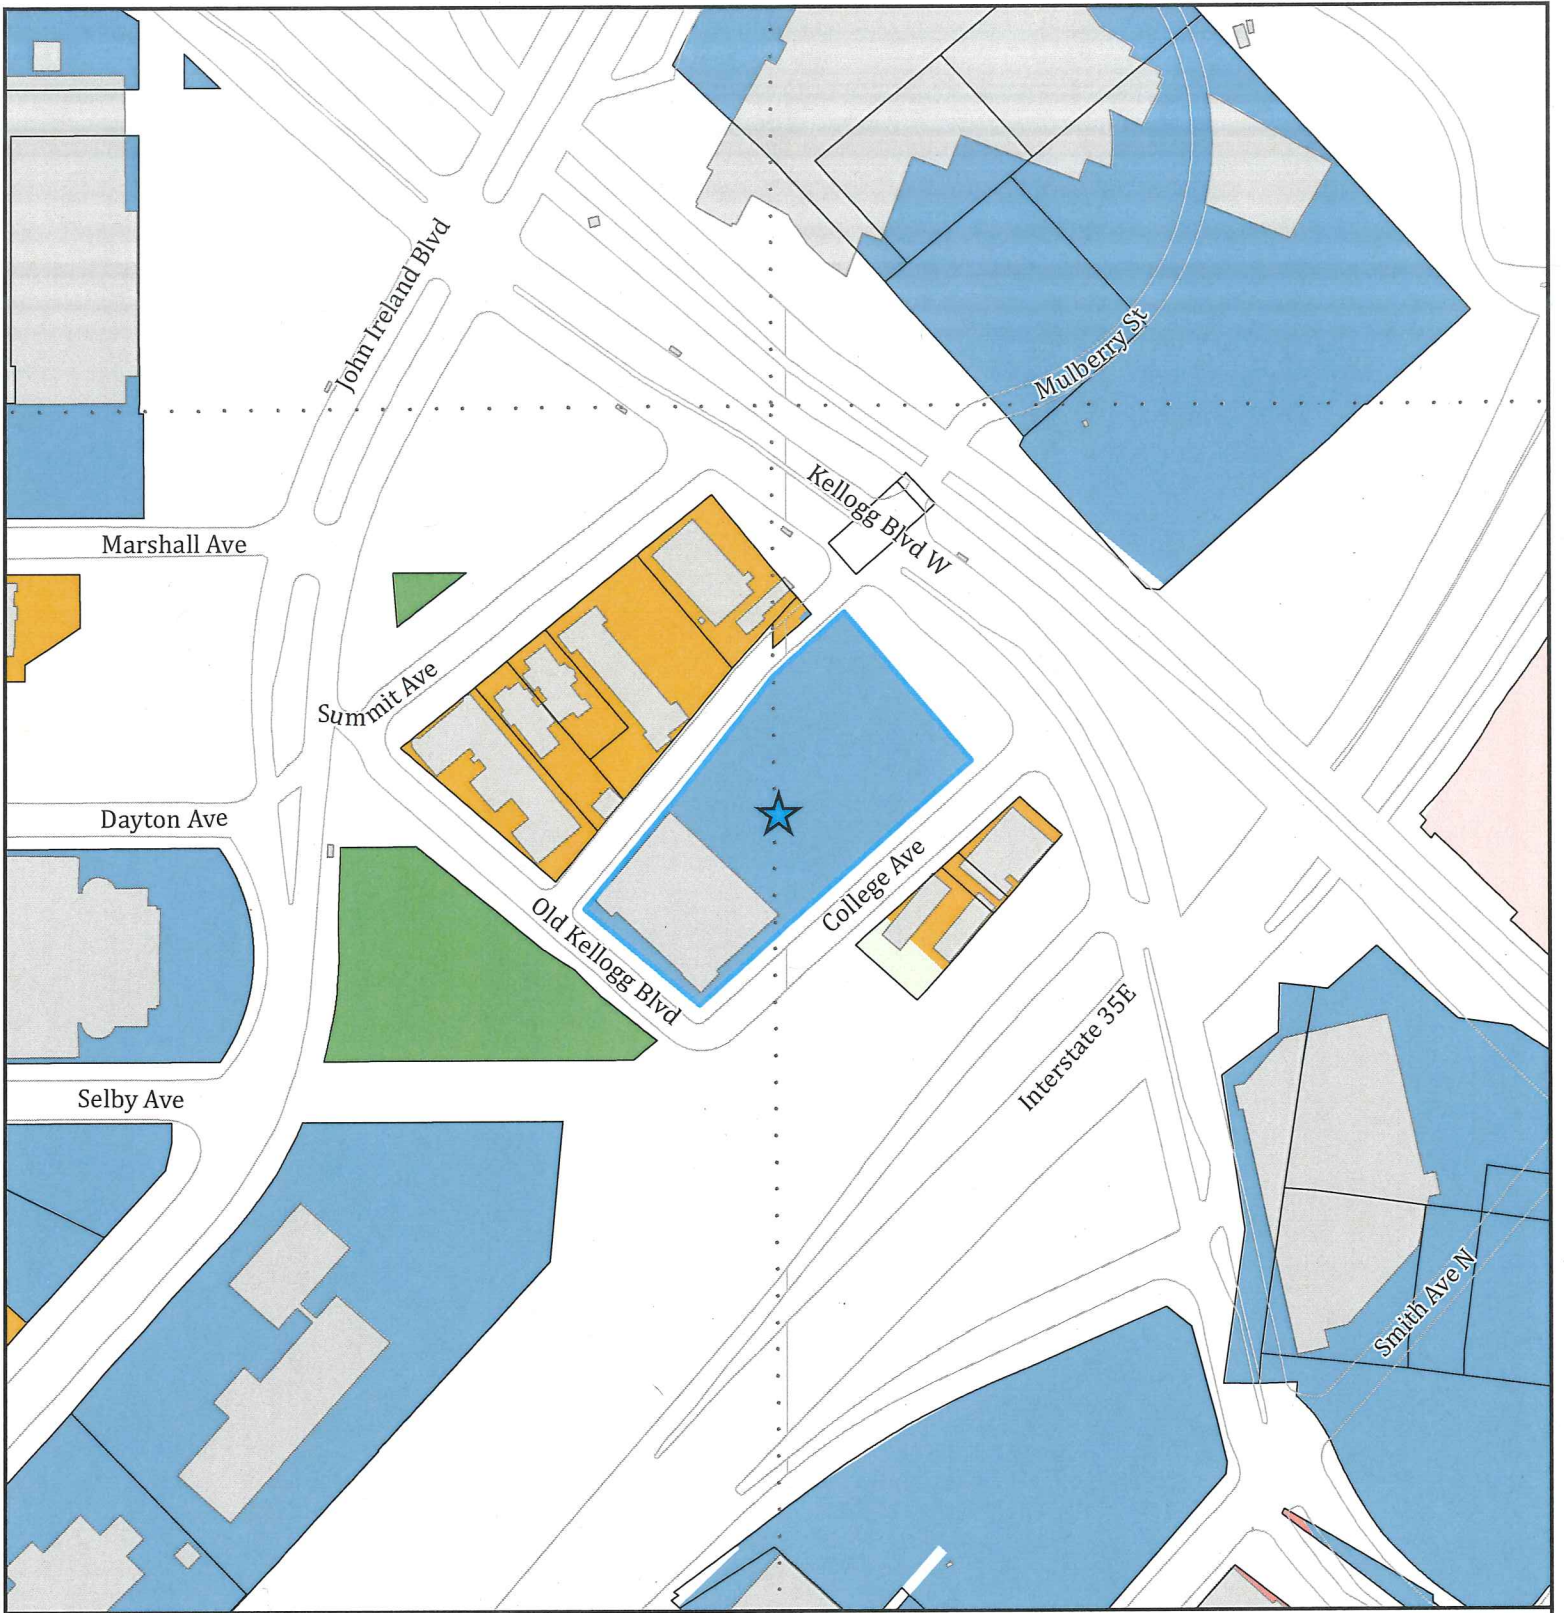 John Ireland Blvd
Mulberry St
Kellogg Blvd W
Marshall Ave
Summit Ave
Dayton Ave
College Ave
Old Kellogg Blvd
Interstate 35E
Selby Ave
Smith Ave N